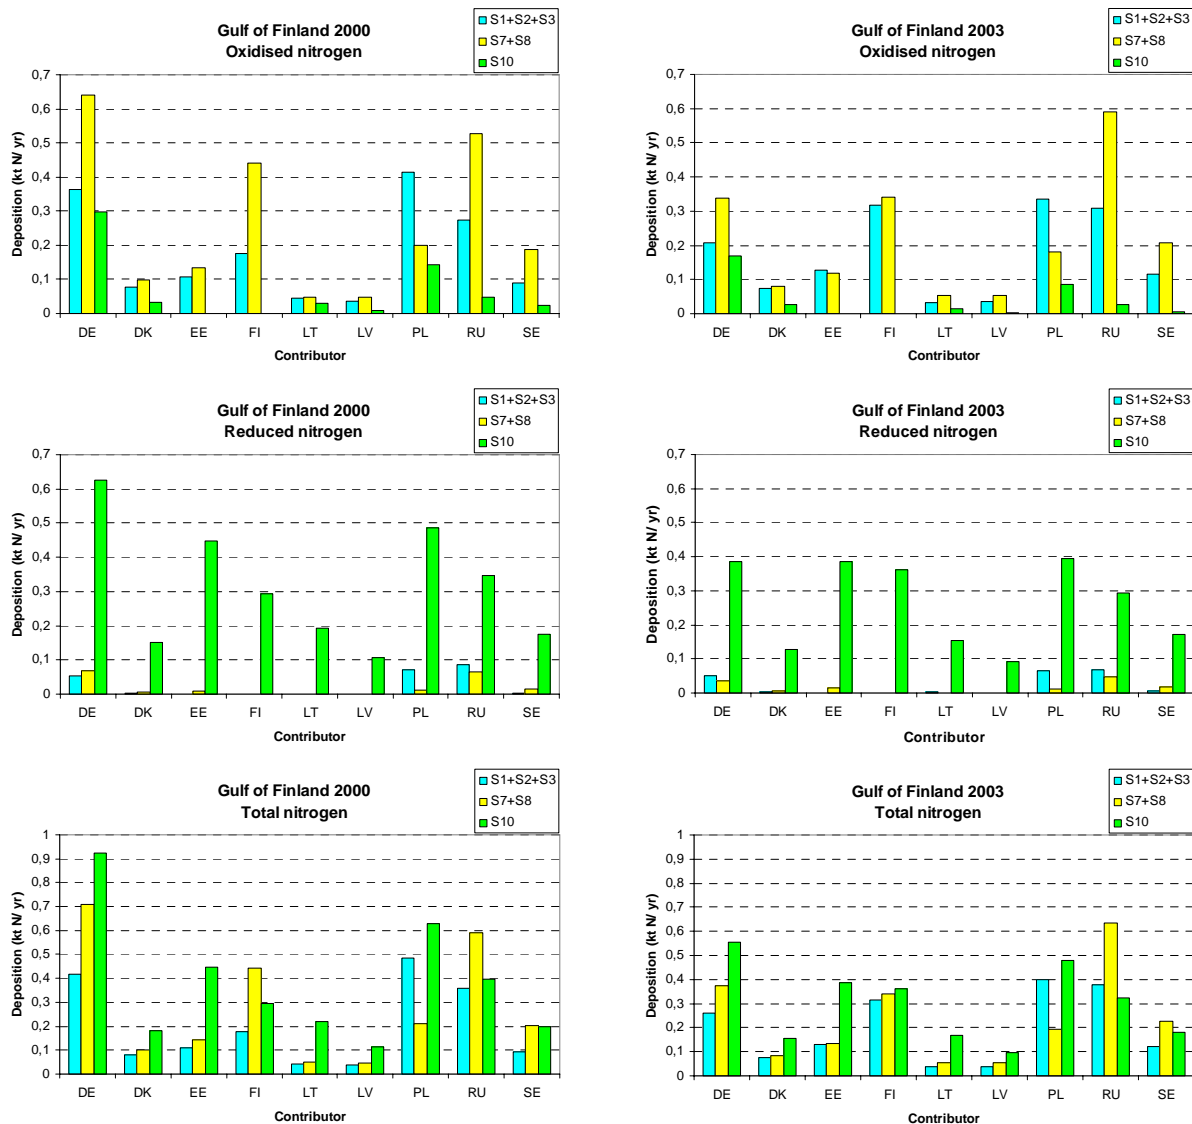 Gulf of Finland 2000
Oxidised nitrogen
S1+S2+S3
S7+S8
S10
Deposition (kt N/ yr)
0,7
0,6
0,5
0,4
0,3
0,2
0,1
0
DE DK EE FI LT LV PL RU SE
Contributor
Gulf of Finland 2003
Oxidised nitrogen
S1+S2+S3
S7+S8
S10
Deposition (kt N/ yr)
0,7
0,6
0,5
0,4
0,3
0,2
0,1
0
DE DK EE FI LT LV PL RU SE
Contributor
Gulf of Finland 2000
Reduced nitrogen
S1+S2+S3
S7+S8
S10
Deposition (kt N/ yr)
0,7
0,6
0,5
0,4
0,3
0,2
0,1
0
DE DK EE FI LT LV PL RU SE
Contributor
Gulf of Finland 2003
Reduced nitrogen
S1+S2+S3
S7+S8
S10
Deposition (kt N/ yr)
0,7
0,6
0,5
0,4
0,3
0,2
0,1
0
DE DK EE FI LT LV PL RU SE
Contributor
Gulf of Finland 2000
Total nitrogen
S1+S2+S3
S7+S8
S10
Deposition (kt N/ yr)
1
0,9
0,8
0,7
0,6
0,5
0,4
0,3
0,2
0,1
0
DE DK EE FI LT LV PL RU SE
Contributor
Gulf of Finland 2003
Total nitrogen
S1+S2+S3
S7+S8
S10
Deposition (kt N/ yr)
1
0,9
0,8
0,7
0,6
0,5
0,4
0,3
0,2
0,1
0
DE DK EE FI LT LV PL RU SE
Contributor